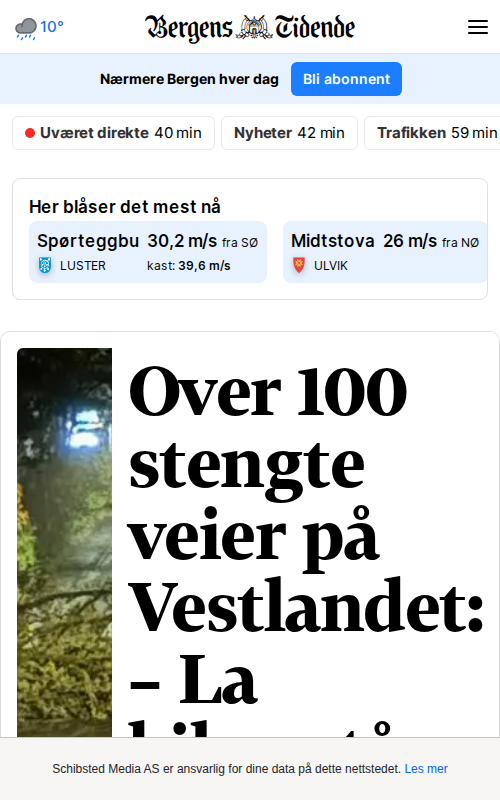 10°
Bergens Tidende
Nærmere Bergen hver dag
Bli abonnent
Uværet direkte 40 min
Nyheter 42 min
Trafikken 59 min
Her blåser det mest nå
Spørteggbu 30,2 m/s fra SØ
LUSTER kast: 39,6 m/s
Midtstova 26 m/s fra NØ
ULVIK
Over 100
stengte
veier på
Vestlandet:
– La
Schibsted Media AS er ansvarlig for dine data på dette nettstedet. Les mer